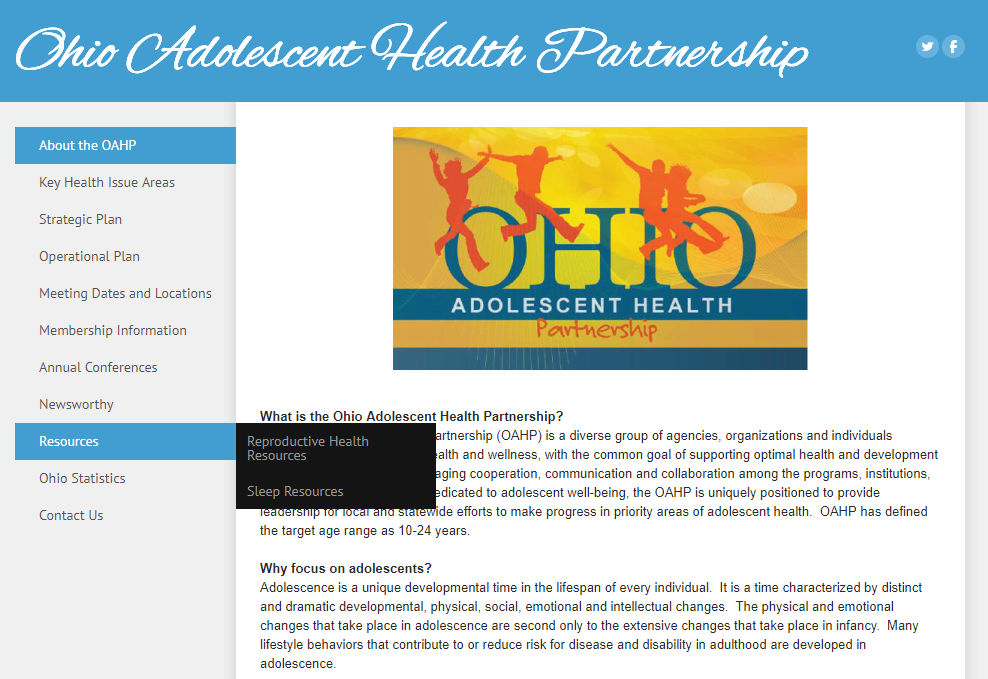 Ohio Adolescent Health Partnership
About the OAHP
Key Health Issue Areas
Strategic Plan
Operational Plan
Meeting Dates and Locations
Membership Information
Annual Conferences
Newsworthy
Resources
Ohio Statistics
Contact Us
Reproductive Health
Resources
Sleep Resources
OHIO
ADOLESCENT HEALTH
Partnership
What is the Ohio Adolescent Health Partnership?
artnership (OAHP) is a diverse group of agencies, organizations and individuals
ealth and wellness, with the common goal of supporting optimal health and development
aging cooperation, communication and collaboration among the programs, institutions,
edicated to adolescent well-being, the OAHP is uniquely positioned to provide
leadership for local and statewide efforts to make progress in priority areas of adolescent health.  OAHP has defined
the target age range as 10-24 years.
Why focus on adolescents?
Adolescence is a unique developmental time in the lifespan of every individual.  It is a time characterized by distinct
and dramatic developmental, physical, social, emotional and intellectual changes.  The physical and emotional
changes that take place in adolescence are second only to the extensive changes that take place in infancy.  Many
lifestyle behaviors that contribute to or reduce risk for disease and disability in adulthood are developed in
adolescence.